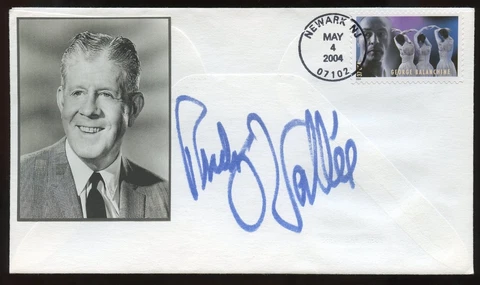 NEWARK NJ
MAY
4
2004
07102
GEORGE BALANCHINE
Rudy Vallée